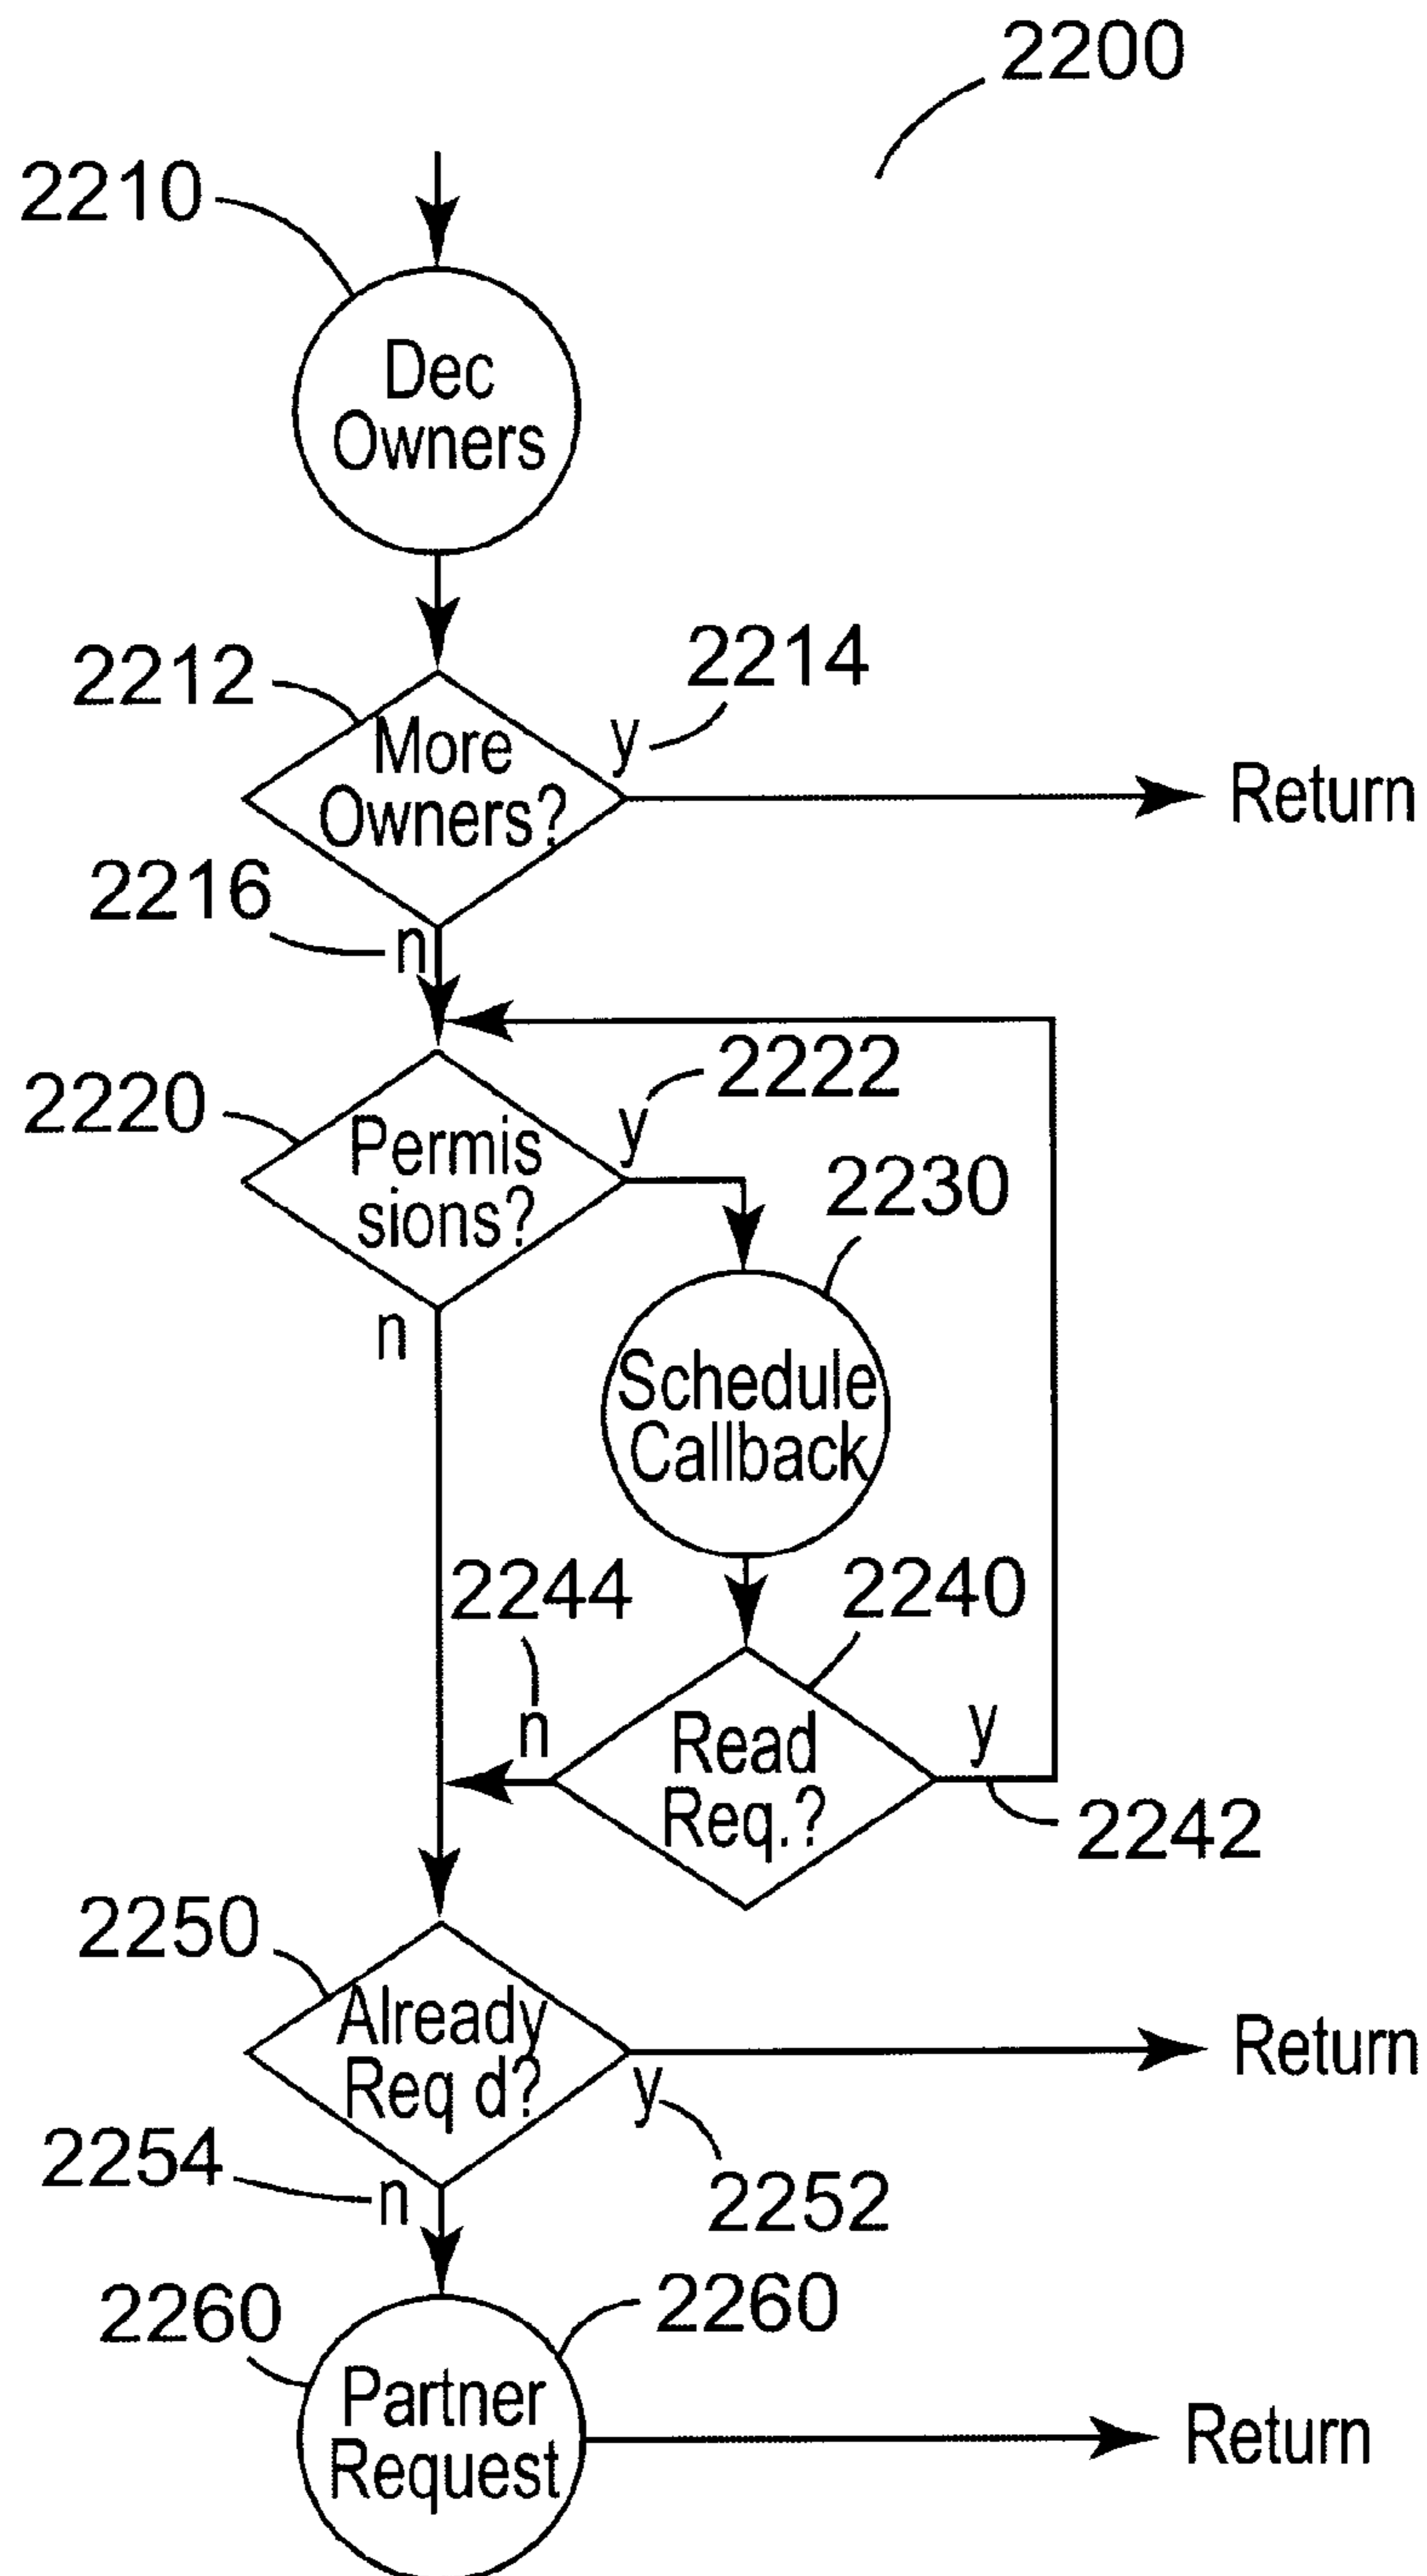 2200
2210
Dec
Owners
2212
2214
More
Owners?
y
Return
2216
n
2220
2222
Permis
sions?
y
n
2230
Schedule
Callback
2244
2240
n
Read
Req.?
y
2242
2250
Already
Req d?
y
Return
2254
n
2252
2260
2260
Partner
Request
Return